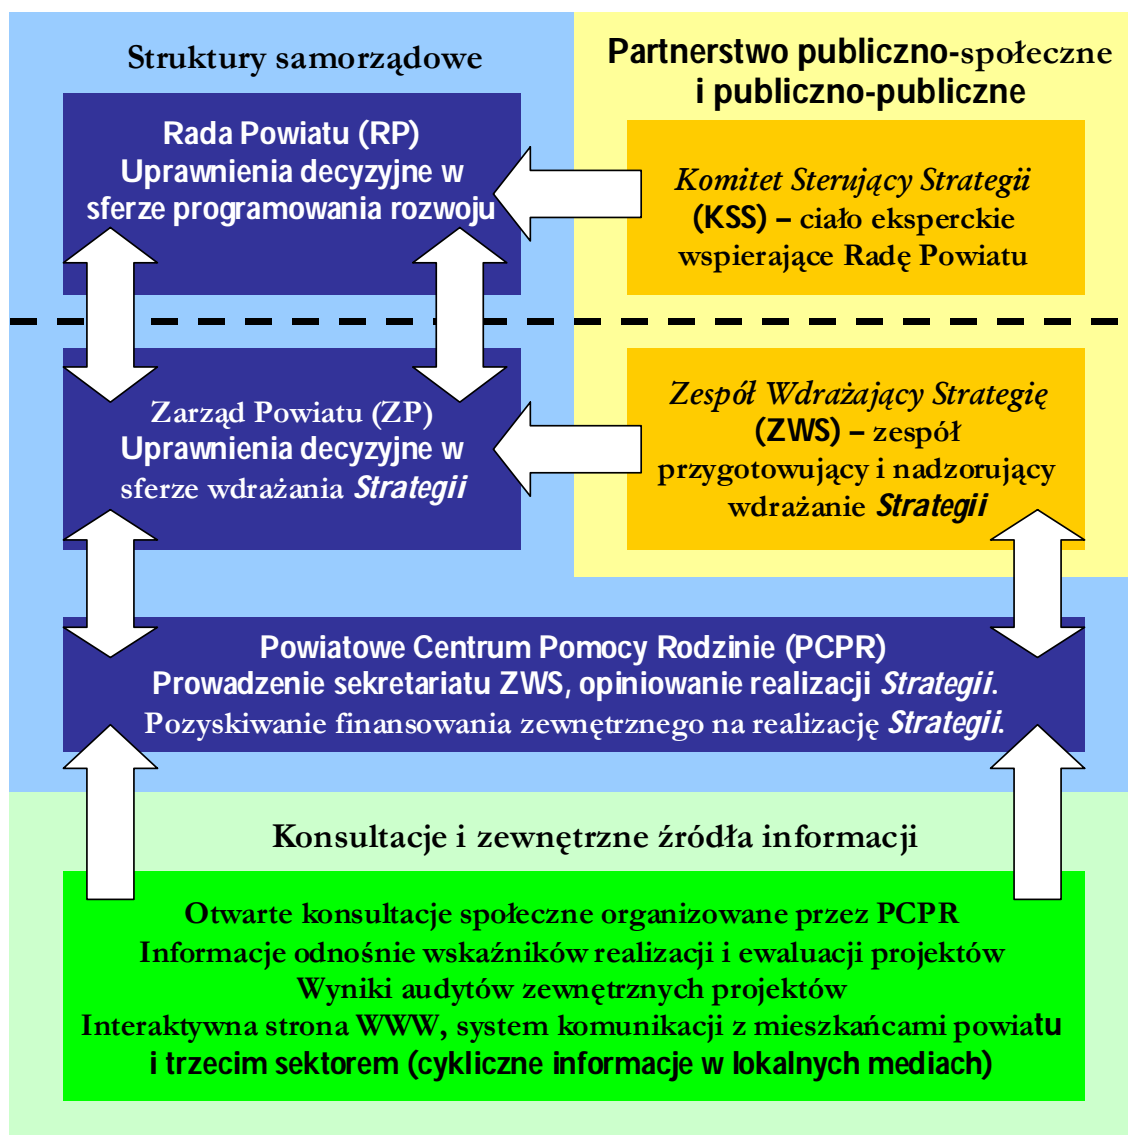 Struktury samorządowe
Partnerstwo publiczno-społeczne
i publiczno-publiczne
Rada Powiatu (RP)
Uprawnienia decyzyjne w
sferze programowania rozwoju
Komitet Sterujący Strategii
(KSS) – ciało eksperckie
wspierające Radę Powiatu
Zarząd Powiatu (ZP)
Uprawnienia decyzyjne w
sferze wdrażania Strategii
Zespół Wdrażający Strategię
(ZWS) – zespół
przygotowujący i nadzorujący
wdrażanie Strategii
Powiatowe Centrum Pomocy Rodzinie (PCPR)
Prowadzenie sekretariatu ZWS, opiniowanie realizacji Strategii.
Pozyskiwanie finansowania zewnętrznego na realizację Strategii.
Konsultacje i zewnętrzne źródła informacji
Otwarte konsultacje społeczne organizowane przez PCPR
Informacje odnośnie wskaźników realizacji i ewaluacji projektów
Wyniki audytów zewnętrznych projektów
Interaktywna strona WWW, system komunikacji z mieszkańcami powiatu
i trzecim sektorem (cykliczne informacje w lokalnych mediach)